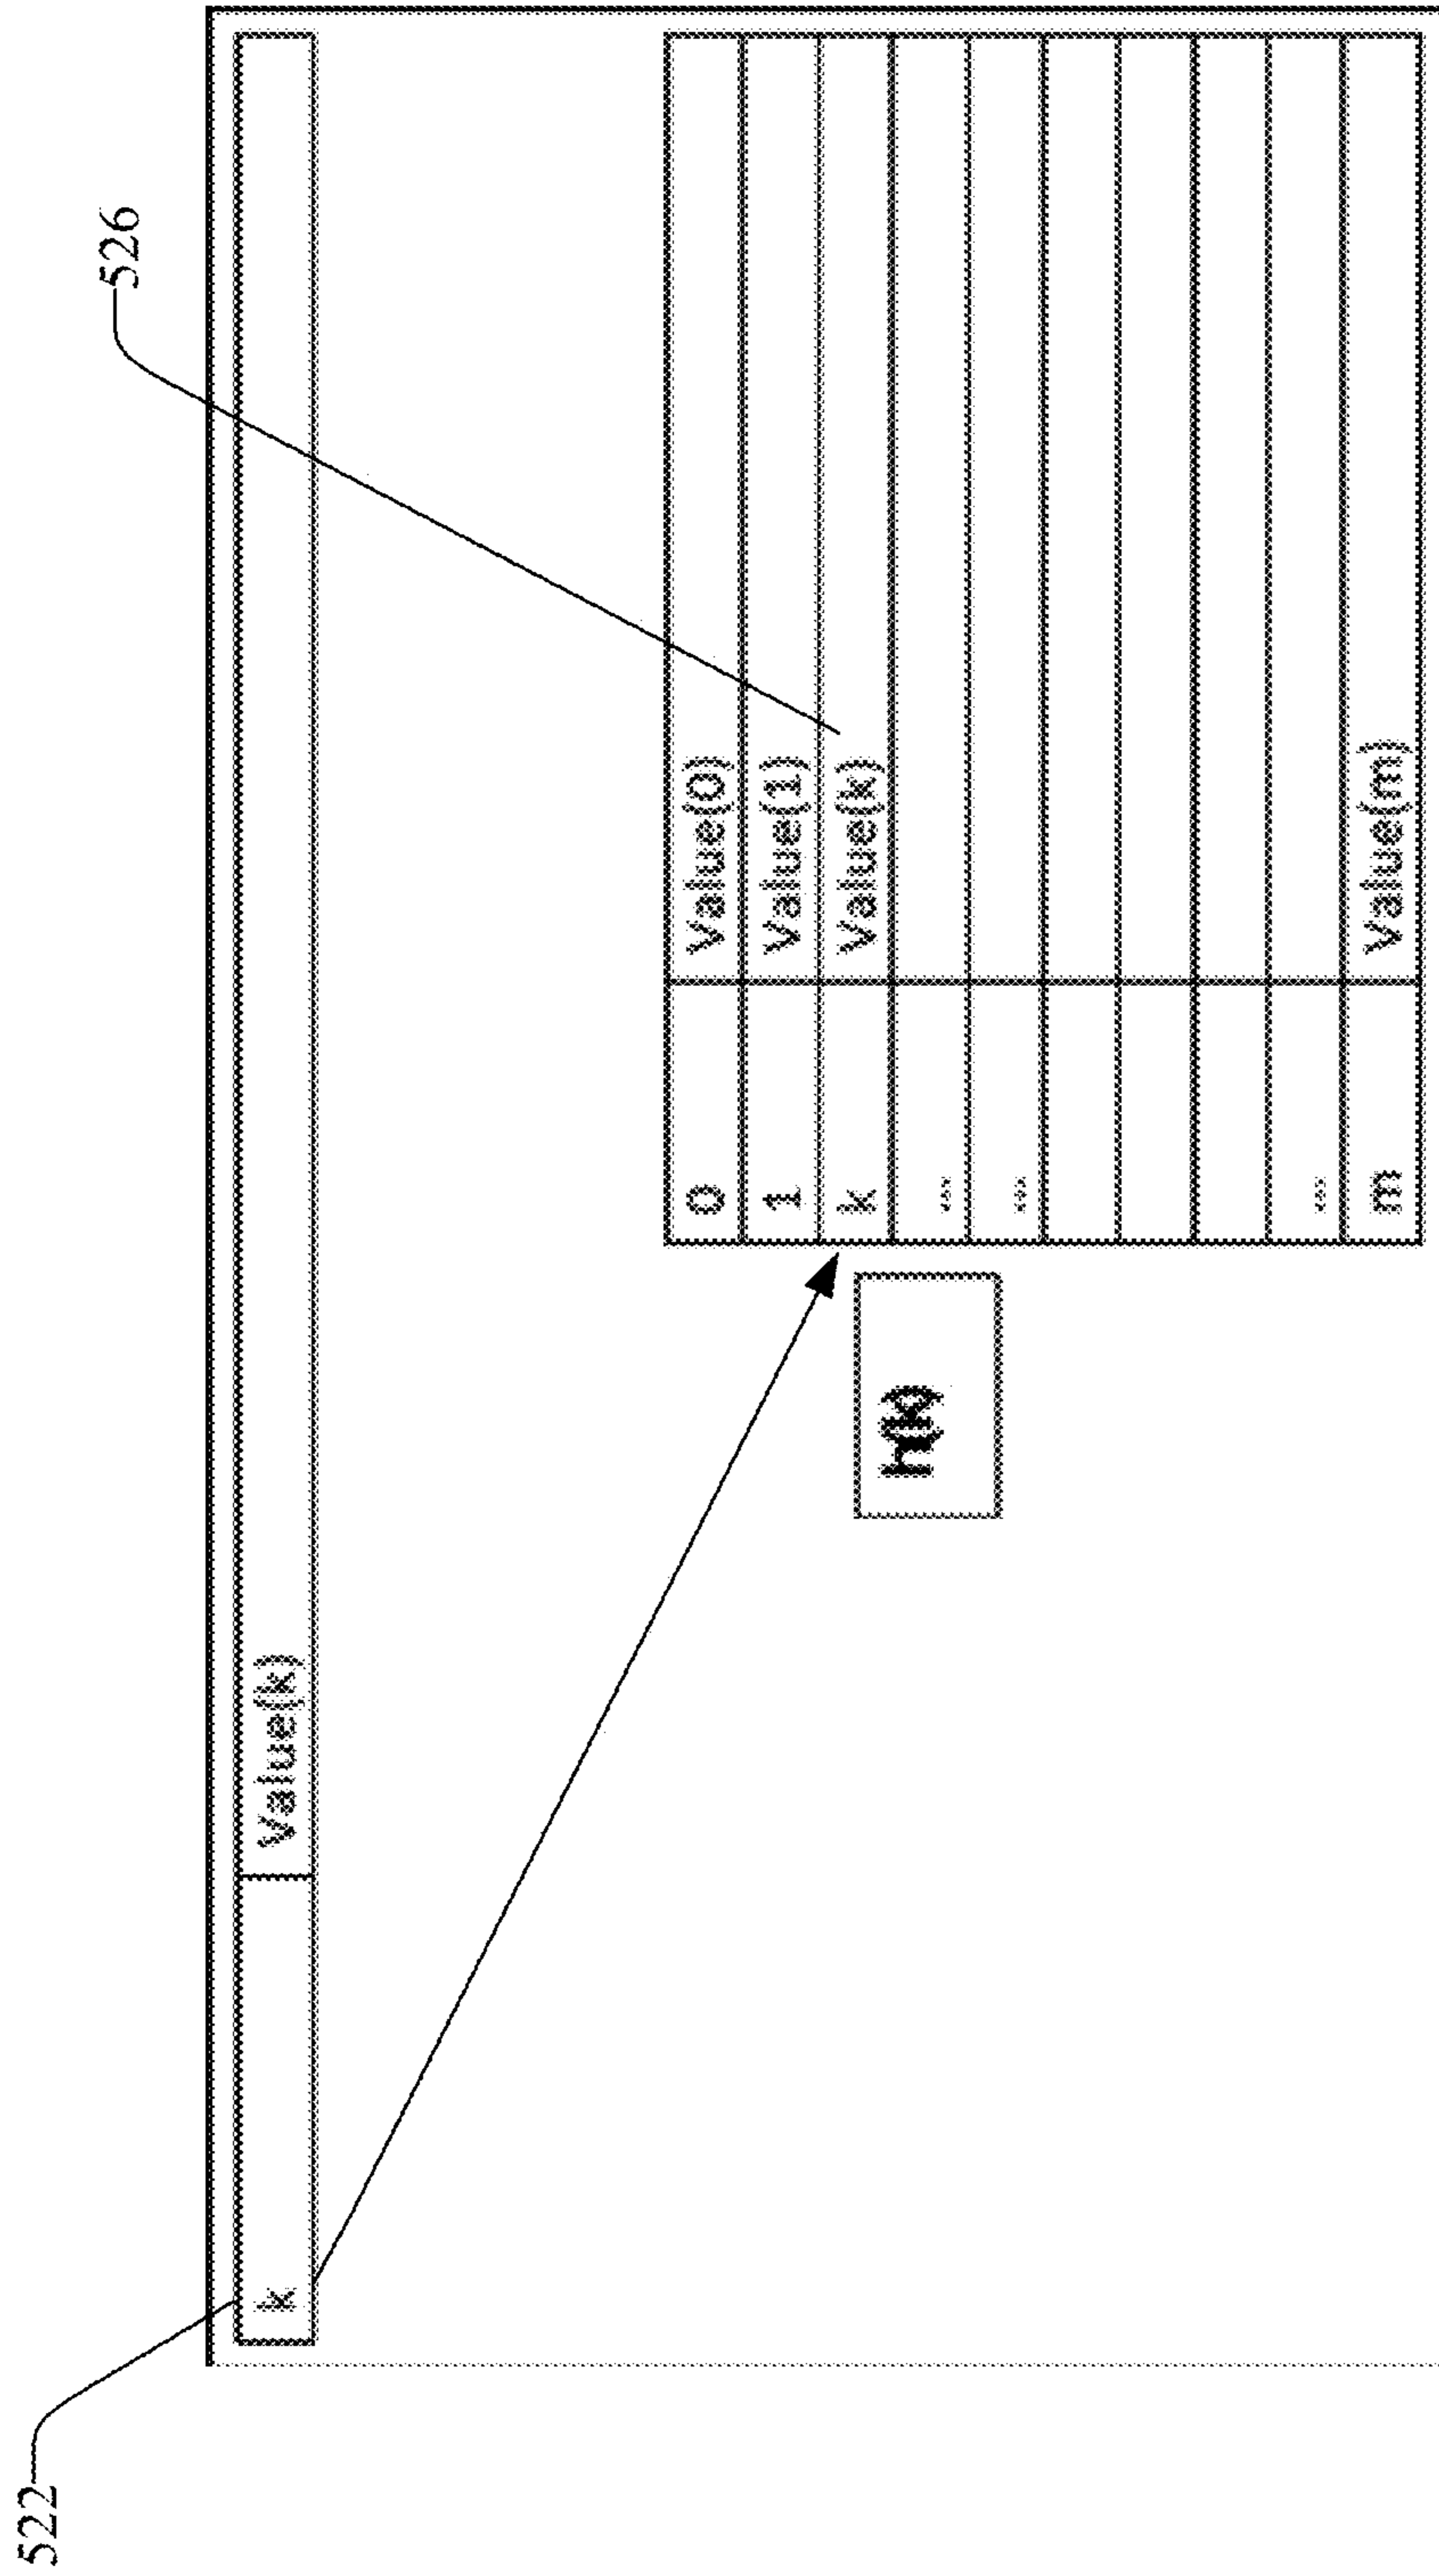 522
526
k Value(k)
0 Value(0)
1 Value(1)
k Value(k)
h(k)
...
...
...
m Value(m)